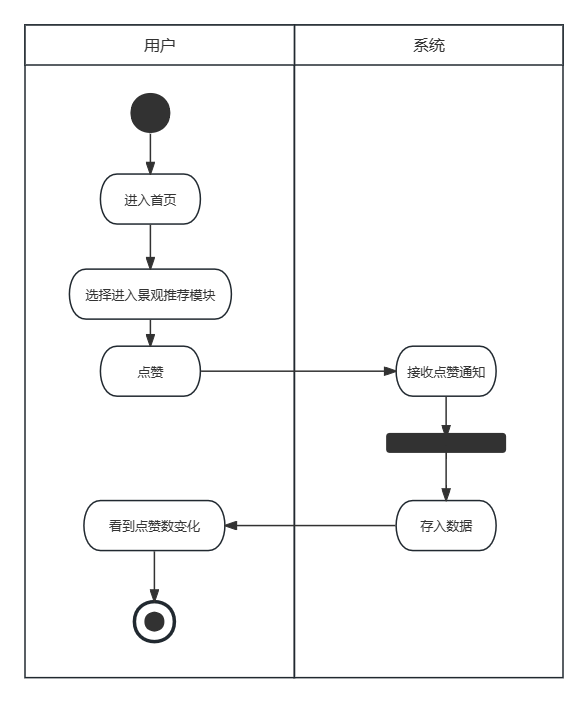 用户
系统
进入首页
选择进入景观推荐模块
点赞
接收点赞通知
存入数据
看到点赞数变化